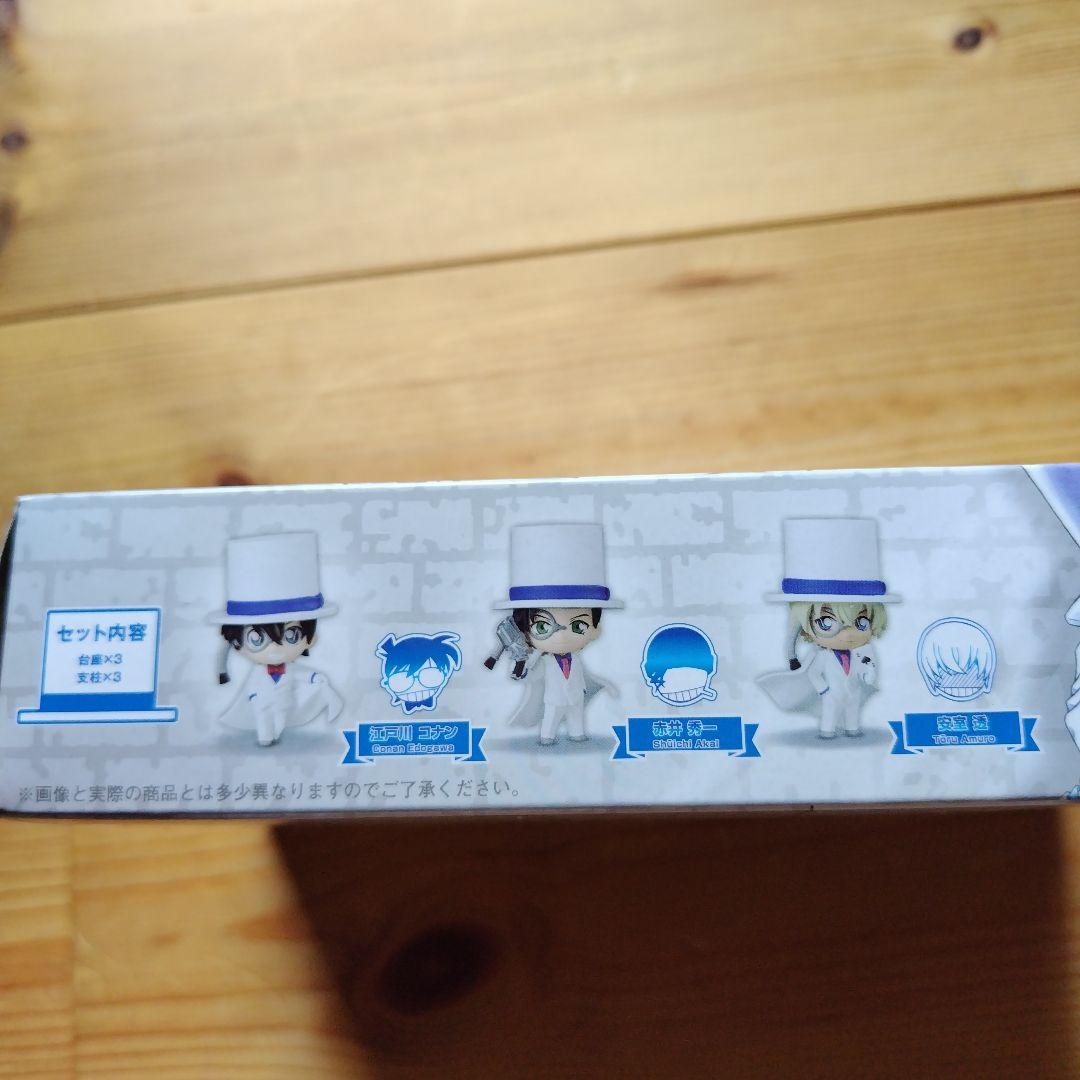 セット内容
台座×3
支柱×3
江戸川 コナン
Conan Edogawa
赤井 秀一
Shūichi Akai
安室 透
Tōru Amuro
※画像と実際の商品とは多少異なりますのでご了承ください。